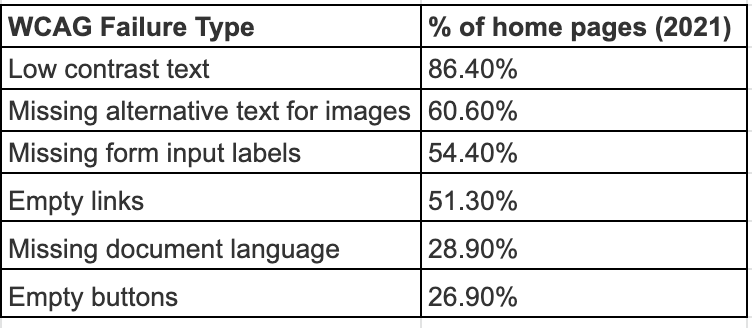 WCAG Failure Type % of home pages (2021)
Low contrast text 86.40%
Missing alternative text for images 60.60%
Missing form input labels 54.40%
Empty links 51.30%
Missing document language 28.90%
Empty buttons 26.90%